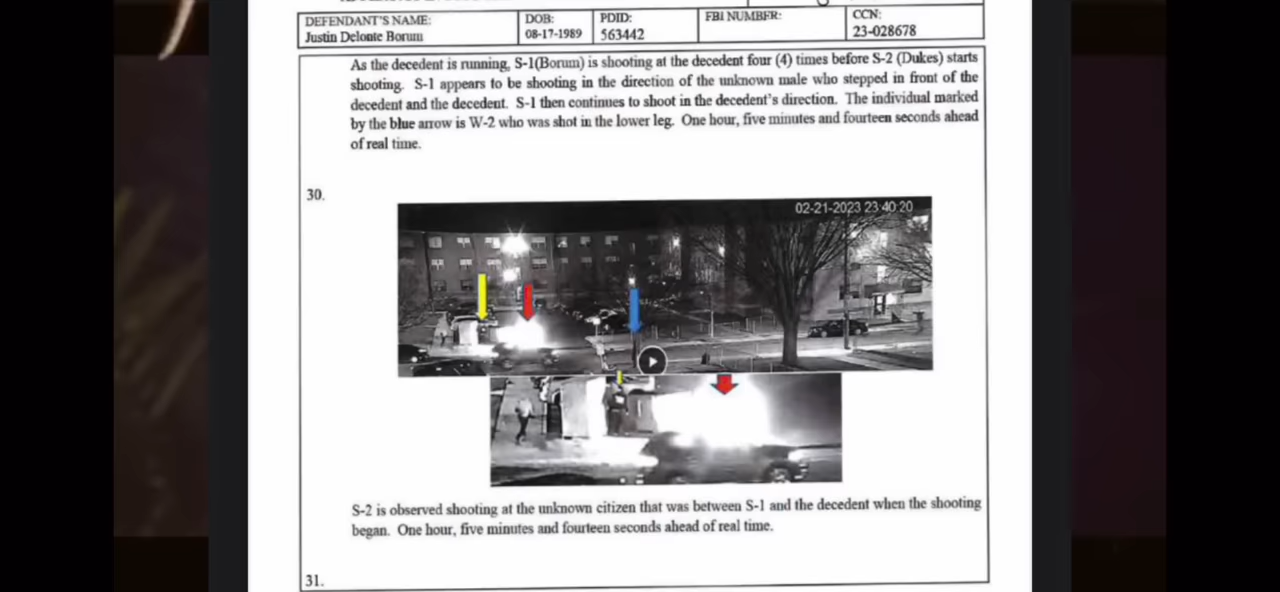 DEFENDANT'S NAME:
Justin Delonte Borum
DOB:
08-17-1989
PDID:
563442
FBI NUMBER:
CCN:
23-028678
As the decedent is running, S-1(Borum) is shooting at the decedent four (4) times before S-2 (Dukes) starts
shooting. S-1 appears to be shooting in the direction of the unknown male who stepped in front of the
decedent and the decedent. S-1 then continues to shoot in the decedent's direction. The individual marked
by the blue arrow is W-2 who was shot in the lower leg. One hour, five minutes and fourteen seconds ahead
of real time.
30.
02-21-2023 23:40:20
S-2 is observed shooting at the unknown citizen that was between S-1 and the decedent when the shooting
began. One hour, five minutes and fourteen seconds ahead of real time.
31.